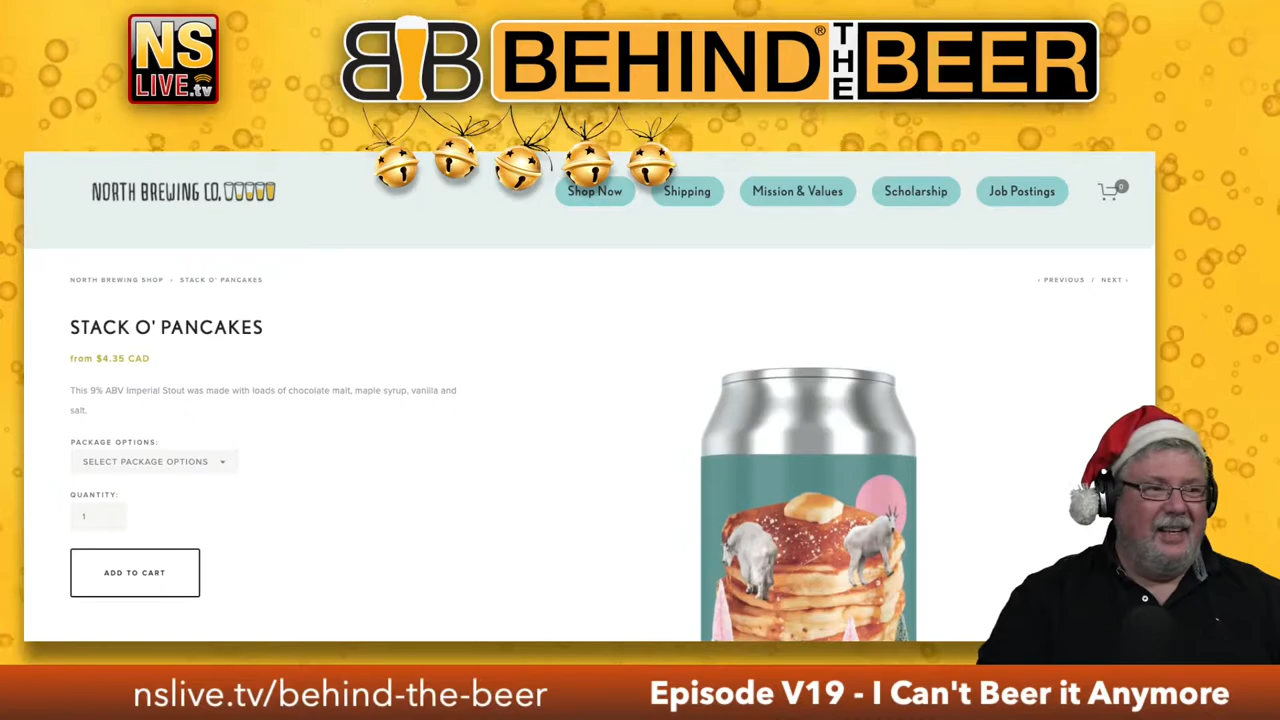 NS
LIVE.tv
BB BEHIND® THE BEER
NORTH BREWING CO.
Shop Now
Shipping
Mission & Values
Scholarship
Job Postings
0
NORTH BREWING SHOP › STACK O' PANCAKES
‹ PREVIOUS / NEXT ›
STACK O' PANCAKES
from $4.35 CAD
This 9% ABV Imperial Stout was made with loads of chocolate malt, maple syrup, vanilla and
salt.
PACKAGE OPTIONS:
SELECT PACKAGE OPTIONS
QUANTITY:
1
ADD TO CART
nslive.tv/behind-the-beer
Episode V19 - I Can't Beer it Anymore